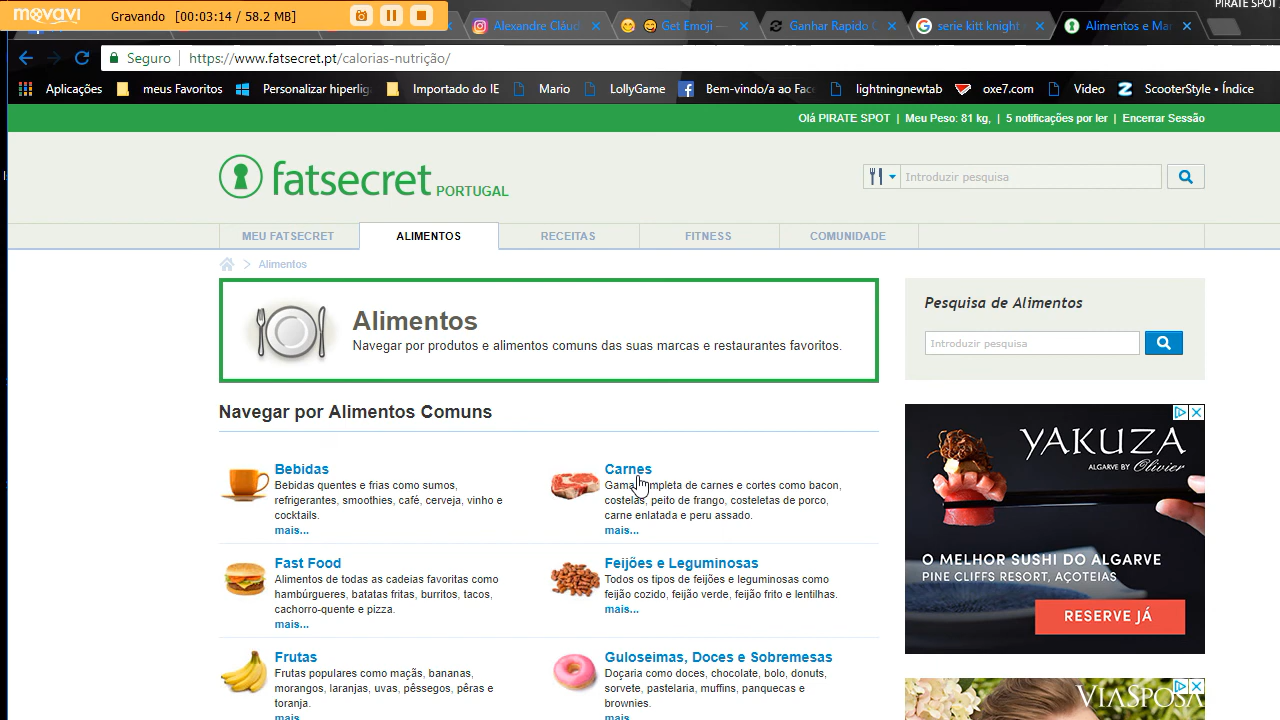 movavi Gravando [00:03:14 / 58.2 MB]
PIRATE SPOT
Alexandre Cláud
Get Emoji —
Ganhar Rapido
serie kitt knight
Alimentos e Mar
Seguro
https://www.fatsecret.pt/calorias-nutrição/
Aplicações meus Favoritos Personalizar hiperlig Importado do IE Mario LollyGame Bem-vindo/a ao Fac lightningnewtab oxe7.com Video ScooterStyle • Índice
Olá PIRATE SPOT | Meu Peso: 81 kg, | 5 notificações por ler | Encerrar Sessão
fatsecret PORTUGAL
Introduzir pesquisa
MEU FATSECRET ALIMENTOS RECEITAS FITNESS COMUNIDADE
Alimentos
Alimentos
Navegar por produtos e alimentos comuns das suas marcas e restaurantes favoritos.
Navegar por Alimentos Comuns
Bebidas
Bebidas quentes e frias como sumos,
refrigerantes, smoothies, café, cerveja, vinho e
cocktails.
mais...
Carnes
Gama completa de carnes e cortes como bacon,
costelas, peito de frango, costeletas de porco,
carne enlatada e peru assado.
mais...
Fast Food
Alimentos de todas as cadeias favoritas como
hambúrgueres, batatas fritas, burritos, tacos,
cachorro-quente e pizza.
mais...
Feijões e Leguminosas
Todos os tipos de feijões e leguminosas como
feijão cozido, feijão verde, feijão frito e lentilhas.
mais...
Frutas
Frutas populares como maçãs, bananas,
morangos, laranjas, uvas, pêssegos, pêras e
toranja.
mais...
Guloseimas, Doces e Sobremesas
Doçaria como doces, chocolate, bolo, donuts,
sorvete, pastelaria, muffins, panquecas e
brownies.
mais...
Pesquisa de Alimentos
Introduzir pesquisa
YAKUZA
ALGARVE BY Olivier
O MELHOR SUSHI DO ALGARVE
PINE CLIFFS RESORT, AÇOTEIAS
RESERVE JÁ
VIASPOSA